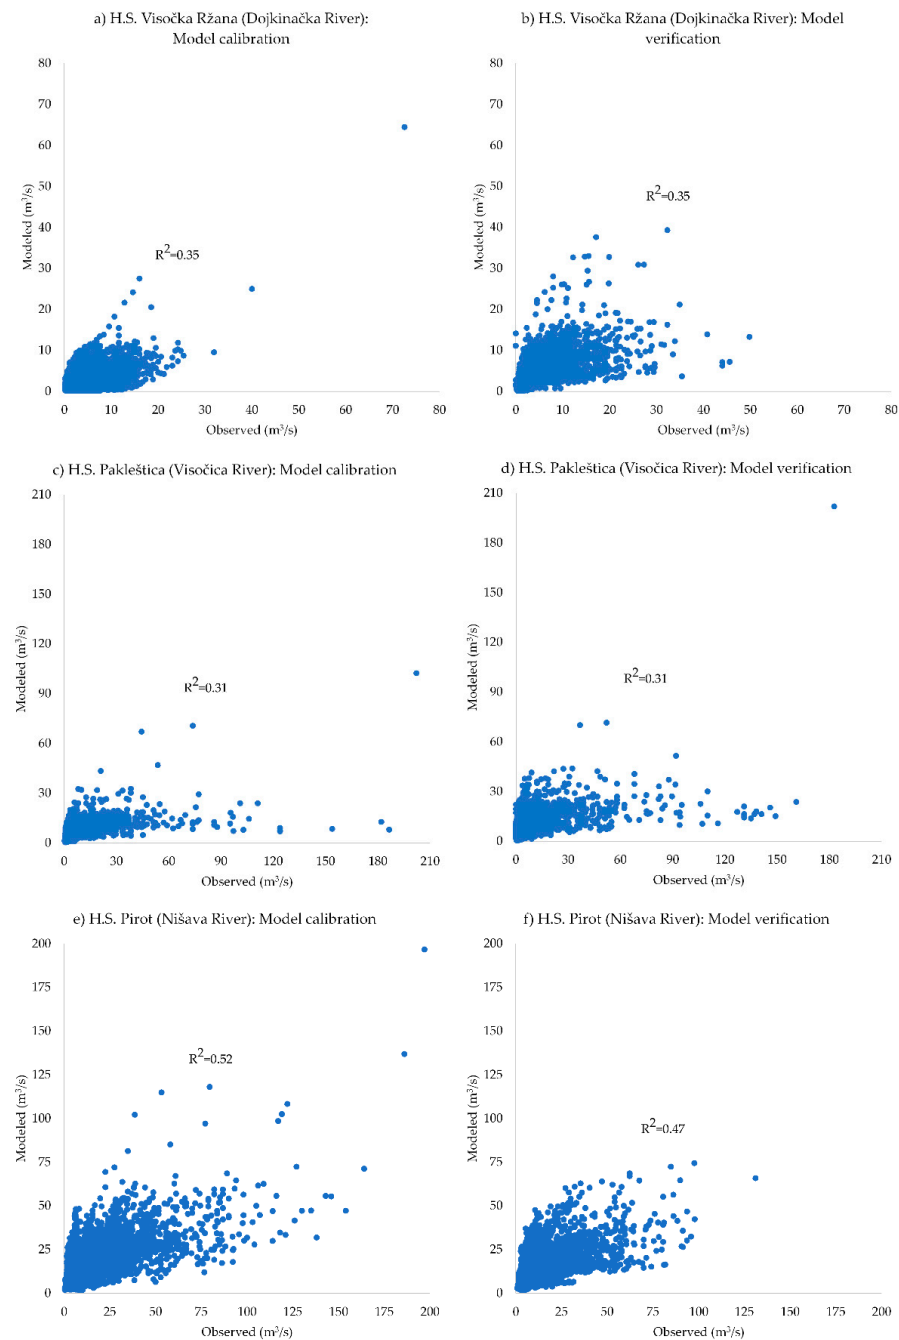 a) H.S. Visočka Ržana (Dojkinačka River):
Model calibration
80
70
60
50
40
30
20
10
0
Modeled (m³/s)
R²=0.35
0 10 20 30 40 50 60 70 80
Observed (m³/s)
b) H.S. Visočka Ržana (Dojkinačka River): Model
verification
80
70
60
50
40
30
20
10
0
Modeled (m³/s)
R²=0.35
0 10 20 30 40 50 60 70 80
Observed (m³/s)
c) H.S. Pakleštica (Visočica River): Model calibration
210
180
150
120
90
60
30
0
Modeled (m³/s)
R²=0.31
0 30 60 90 120 150 180 210
Observed (m³/s)
d) H.S. Pakleštica (Visočica River): Model verification
210
180
150
120
90
60
30
0
Modeled (m³/s)
R²=0.31
0 30 60 90 120 150 180 210
Observed (m³/s)
e) H.S. Pirot (Nišava River): Model calibration
200
175
150
125
100
75
50
25
0
Modeled (m³/s)
R²=0.52
0 25 50 75 100 125 150 175 200
Observed (m³/s)
f) H.S. Pirot (Nišava River): Model verification
200
175
150
125
100
75
50
25
0
Modeled (m³/s)
R²=0.47
0 25 50 75 100 125 150 175 200
Observed (m³/s)